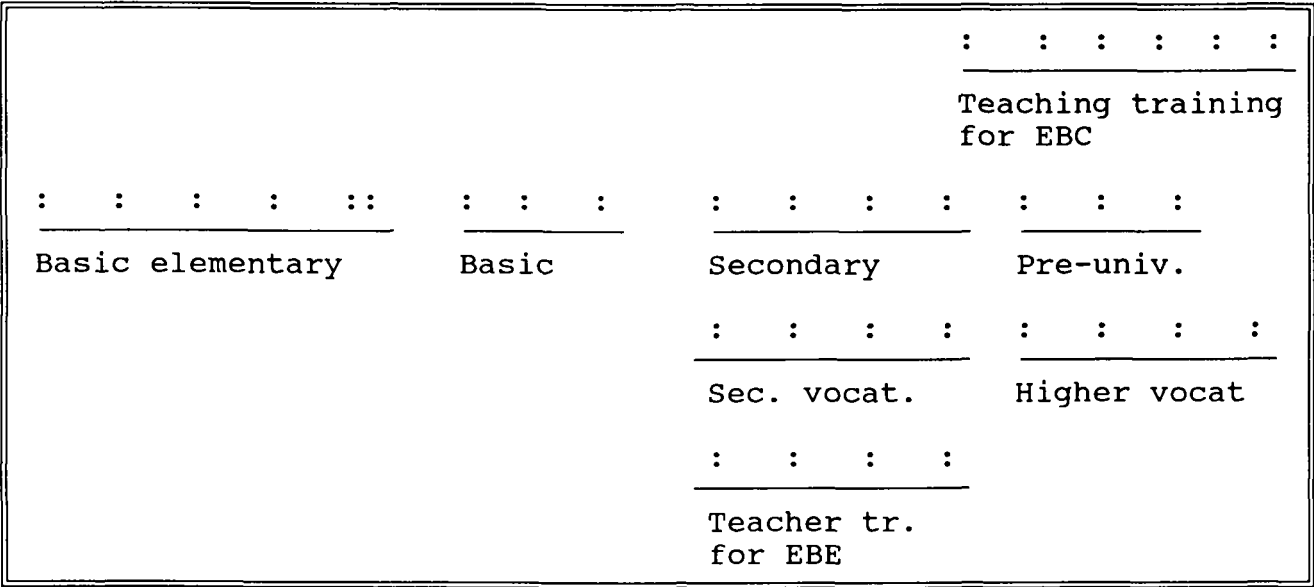 : : : : : :
Teaching training
for EBC
: : : : :: : : : : : : : : : :
Basic elementary Basic Secondary Pre-univ.
: : : : : : : :
Sec. vocat. Higher vocat
: : : :
Teacher tr.
for EBE